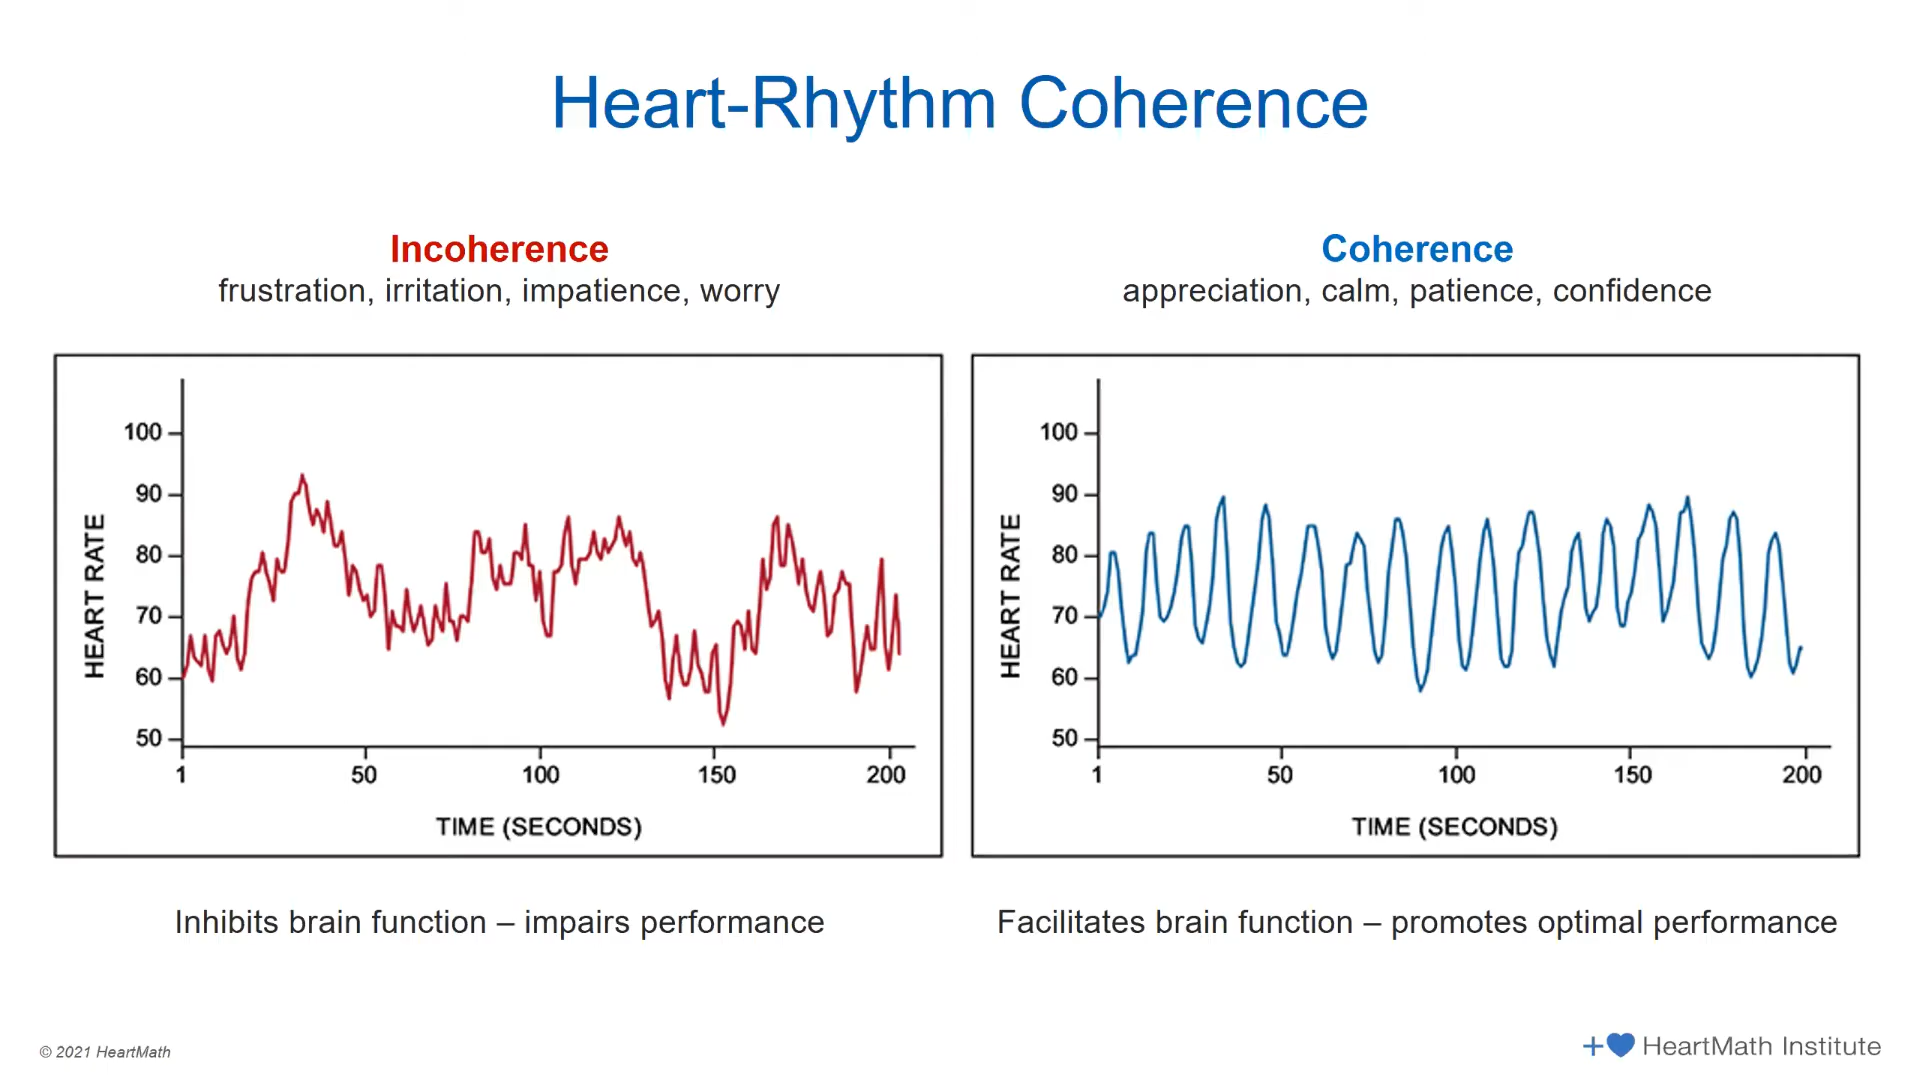 Heart-Rhythm Coherence
Incoherence
frustration, irritation, impatience, worry
HEART RATE
100
90
80
70
60
50
1 50 100 150 200
TIME (SECONDS)
Inhibits brain function – impairs performance
Coherence
appreciation, calm, patience, confidence
HEART RATE
100
90
80
70
60
50
1 50 100 150 200
TIME (SECONDS)
Facilitates brain function – promotes optimal performance
© 2021 HeartMath
HeartMath Institute